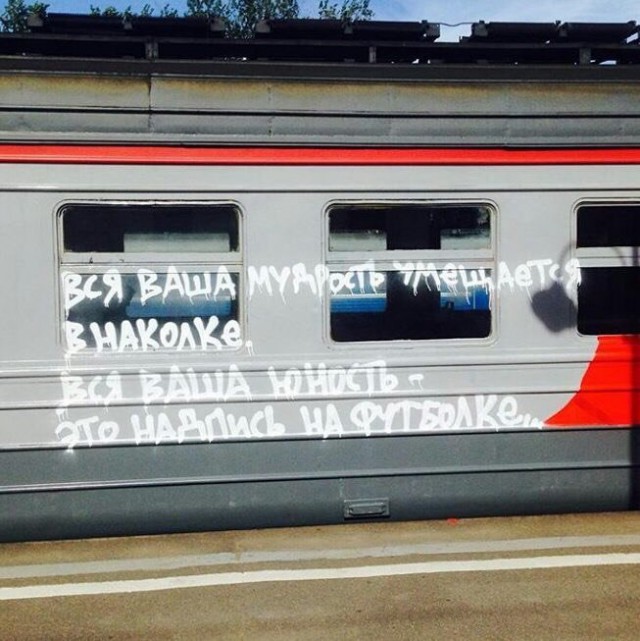 вся ваша мудрость умещается
в наколке.
вся ваша юность -
это надпись на футболке...